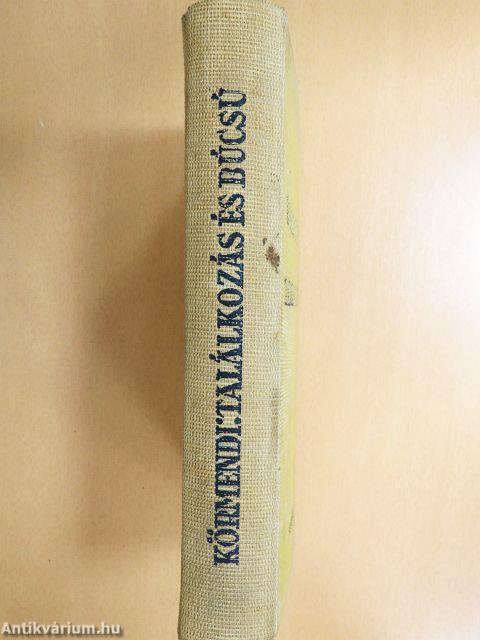 KÖRMENDI: TALÁLKOZÁS ÉS BÚCSÚ
Antikvárium.hu